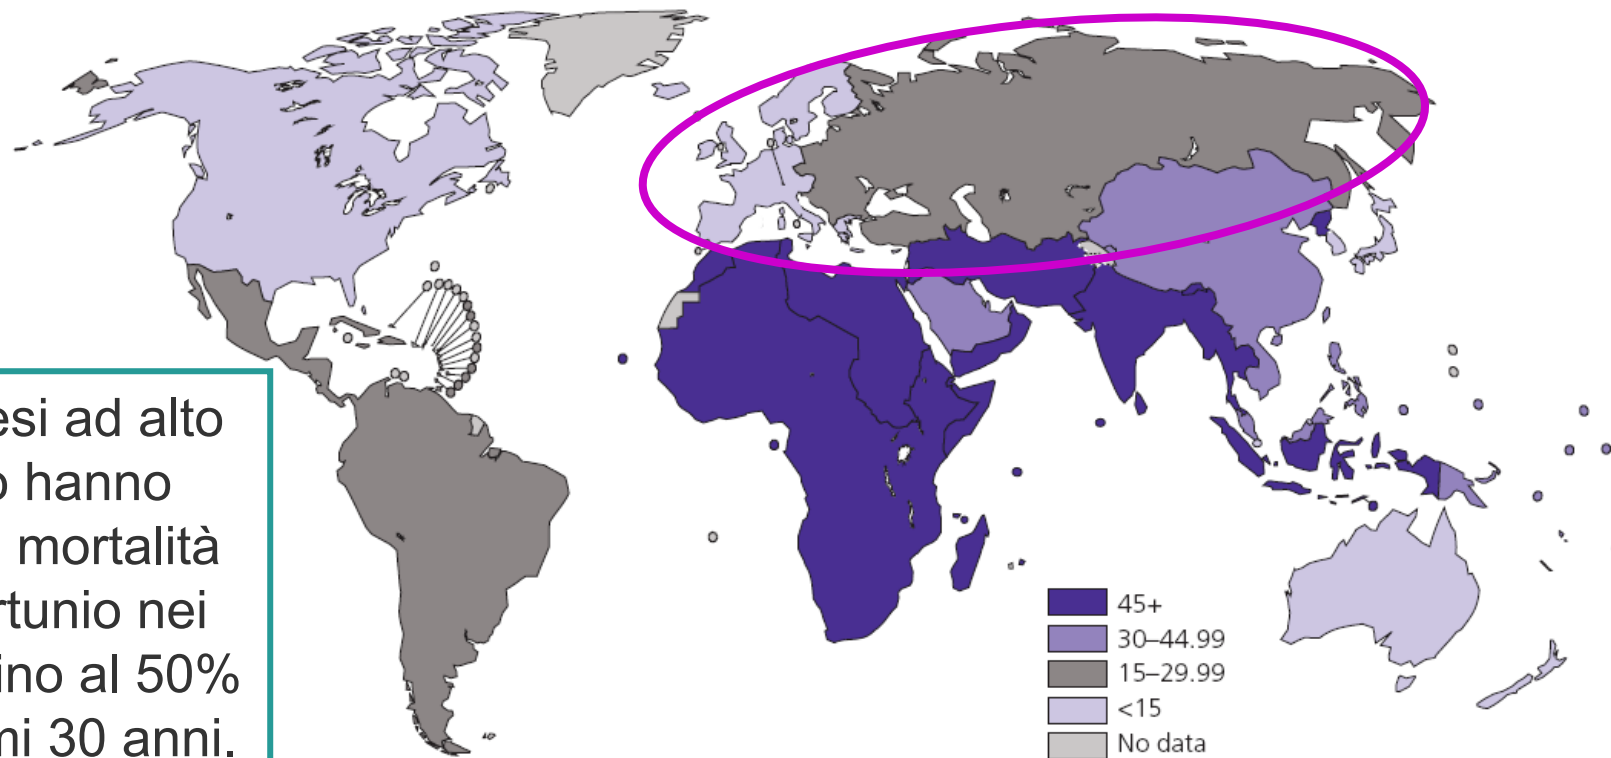 esi ad alto
o hanno
mortalità
rtunio nei
ino al 50%
mi 30 anni.
45+
30–44.99
15–29.99
<15
No data